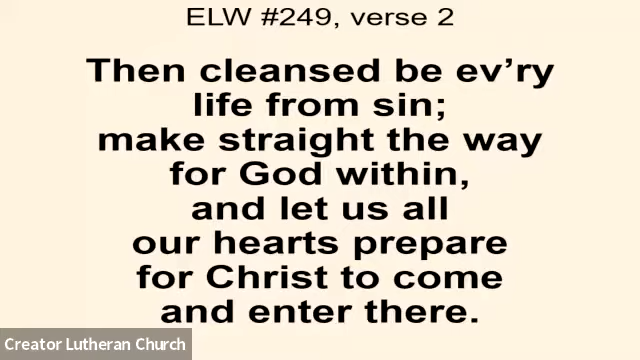 ELW #249, verse 2
Then cleansed be ev’ry
life from sin;
make straight the way
for God within,
and let us all
our hearts prepare
for Christ to come
and enter there.
Creator Lutheran Church